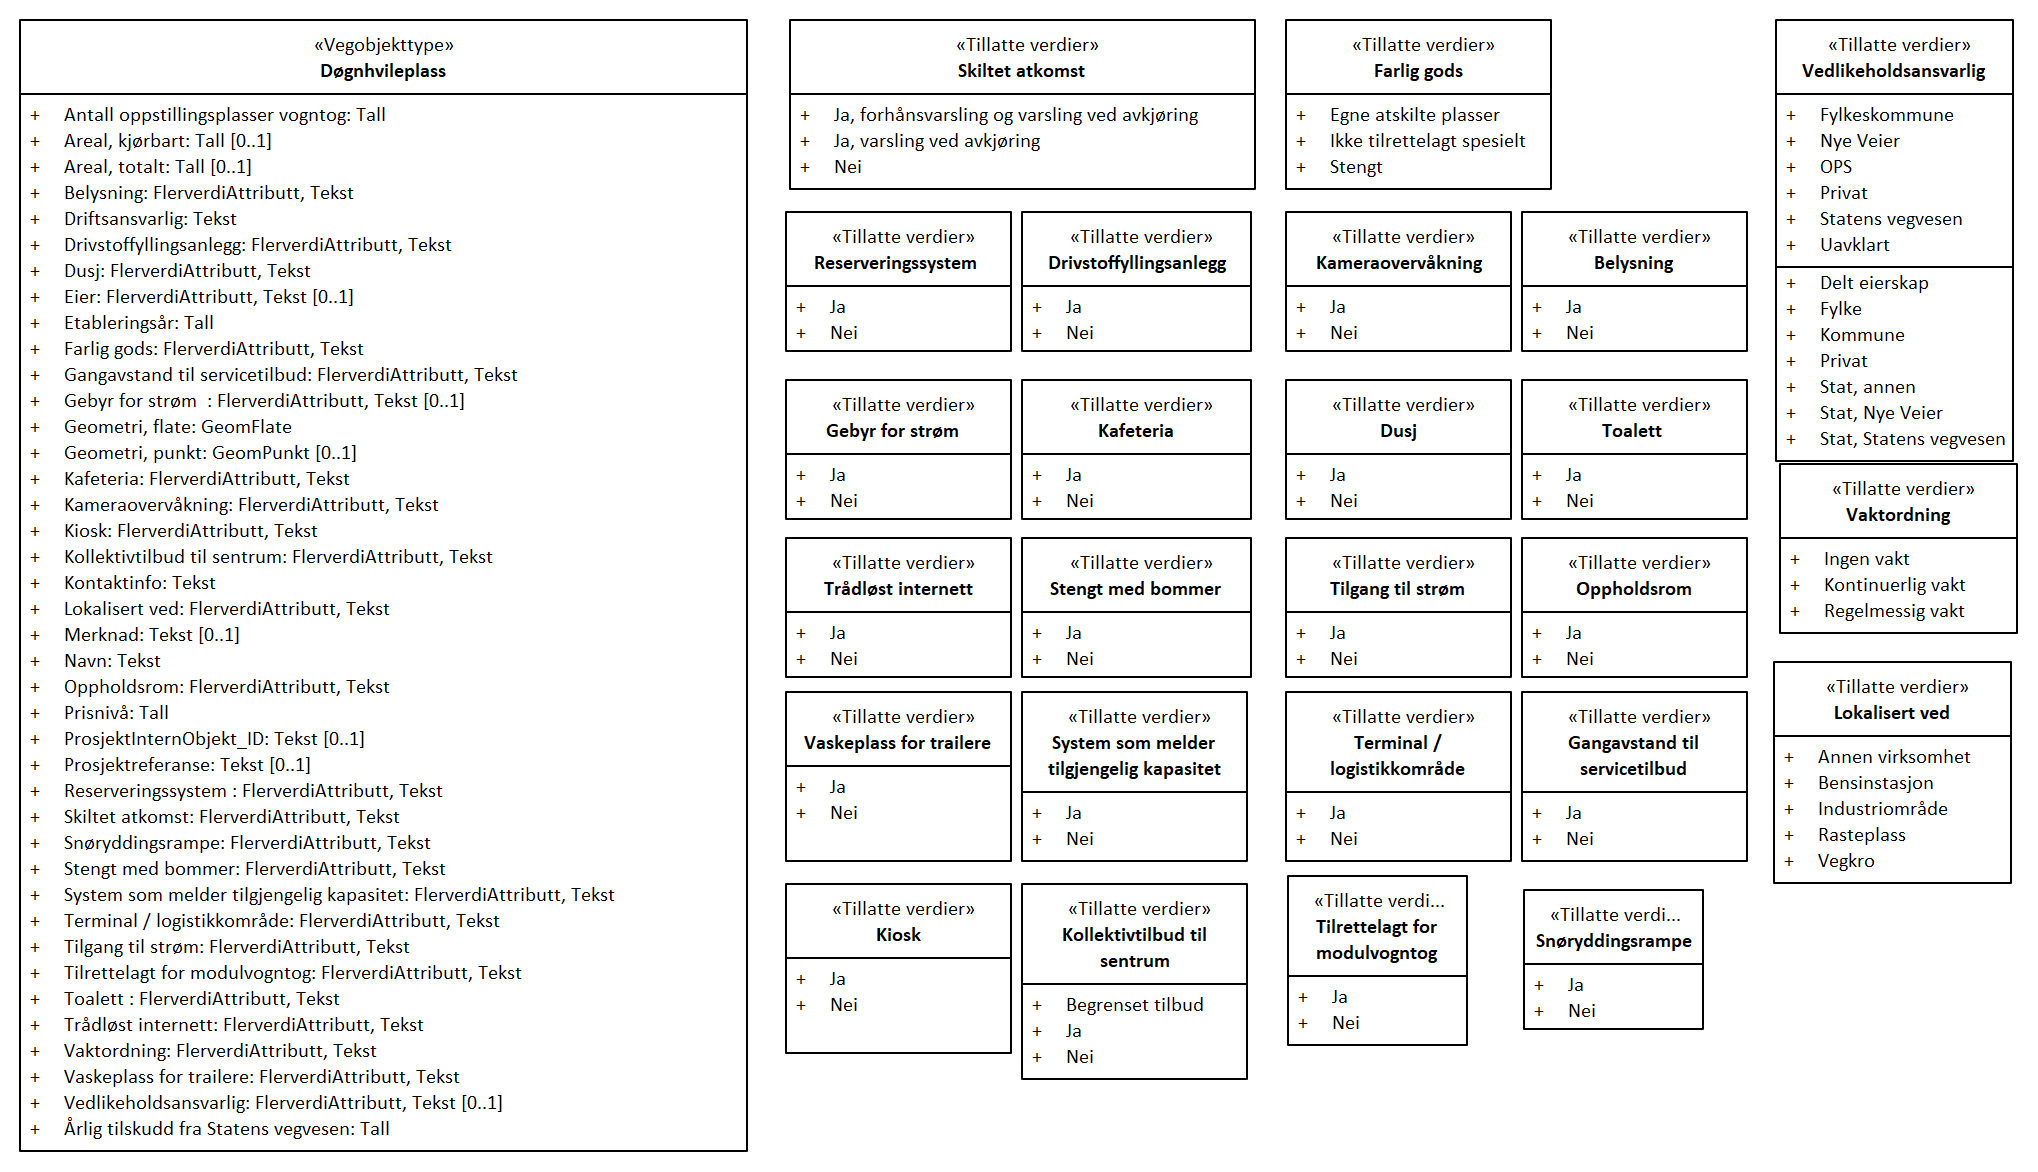 «Vegobjekttype»
Døgnhvileplass
+ Antall oppstillingsplasser vogntog: Tall
+ Areal, kjørbart: Tall [0..1]
+ Areal, totalt: Tall [0..1]
+ Belysning: FlerverdiAttributt, Tekst
+ Driftsansvarlig: Tekst
+ Drivstoffyllingsanlegg: FlerverdiAttributt, Tekst
+ Dusj: FlerverdiAttributt, Tekst
+ Eier: FlerverdiAttributt, Tekst [0..1]
+ Etableringsår: Tall
+ Farlig gods: FlerverdiAttributt, Tekst
+ Gangavstand til servicetilbud: FlerverdiAttributt, Tekst
+ Gebyr for strøm  : FlerverdiAttributt, Tekst [0..1]
+ Geometri, flate: GeomFlate
+ Geometri, punkt: GeomPunkt [0..1]
+ Kafeteria: FlerverdiAttributt, Tekst
+ Kameraovervåkning: FlerverdiAttributt, Tekst
+ Kiosk: FlerverdiAttributt, Tekst
+ Kollektivtilbud til sentrum: FlerverdiAttributt, Tekst
+ Kontaktinfo: Tekst
+ Lokalisert ved: FlerverdiAttributt, Tekst
+ Merknad: Tekst [0..1]
+ Navn: Tekst
+ Oppholdsrom: FlerverdiAttributt, Tekst
+ Prisnivå: Tall
+ ProsjektInternObjekt_ID: Tekst [0..1]
+ Prosjektreferanse: Tekst [0..1]
+ Reserveringssystem : FlerverdiAttributt, Tekst
+ Skiltet atkomst: FlerverdiAttributt, Tekst
+ Snøryddingsrampe: FlerverdiAttributt, Tekst
+ Stengt med bommer: FlerverdiAttributt, Tekst
+ System som melder tilgjengelig kapasitet: FlerverdiAttributt, Tekst
+ Terminal / logistikkområde: FlerverdiAttributt, Tekst
+ Tilgang til strøm: FlerverdiAttributt, Tekst
+ Tilrettelagt for modulvogntog: FlerverdiAttributt, Tekst
+ Toalett : FlerverdiAttributt, Tekst
+ Trådløst internett: FlerverdiAttributt, Tekst
+ Vaktordning: FlerverdiAttributt, Tekst
+ Vaskeplass for trailere: FlerverdiAttributt, Tekst
+ Vedlikeholdsansvarlig: FlerverdiAttributt, Tekst [0..1]
+ Årlig tilskudd fra Statens vegvesen: Tall
«Tillatte verdier»
Skiltet atkomst
+ Ja, forhånsvarsling og varsling ved avkjøring
+ Ja, varsling ved avkjøring
+ Nei
«Tillatte verdier»
Farlig gods
+ Egne atskilte plasser
+ Ikke tilrettelagt spesielt
+ Stengt
«Tillatte verdier»
Reserveringssystem
+ Ja
+ Nei
«Tillatte verdier»
Drivstoffyllingsanlegg
+ Ja
+ Nei
«Tillatte verdier»
Kameraovervåkning
+ Ja
+ Nei
«Tillatte verdier»
Belysning
+ Ja
+ Nei
«Tillatte verdier»
Gebyr for strøm
+ Ja
+ Nei
«Tillatte verdier»
Kafeteria
+ Ja
+ Nei
«Tillatte verdier»
Dusj
+ Ja
+ Nei
«Tillatte verdier»
Toalett
+ Ja
+ Nei
«Tillatte verdier»
Trådløst internett
+ Ja
+ Nei
«Tillatte verdier»
Stengt med bommer
+ Ja
+ Nei
«Tillatte verdier»
Tilgang til strøm
+ Ja
+ Nei
«Tillatte verdier»
Oppholdsrom
+ Ja
+ Nei
«Tillatte verdier»
Vaskeplass for trailere
+ Ja
+ Nei
«Tillatte verdier»
System som melder
tilgjengelig kapasitet
+ Ja
+ Nei
«Tillatte verdier»
Terminal /
logistikkområde
+ Ja
+ Nei
«Tillatte verdier»
Gangavstand til
servicetilbud
+ Ja
+ Nei
«Tillatte verdier»
Kiosk
+ Ja
+ Nei
«Tillatte verdier»
Kollektivtilbud til
sentrum
+ Begrenset tilbud
+ Ja
+ Nei
«Tillatte verdi...
Tilrettelagt for
modulvogntog
+ Ja
+ Nei
«Tillatte verdi...
Snøryddingsrampe
+ Ja
+ Nei
«Tillatte verdier»
Vedlikeholdsansvarlig
+ Fylkeskommune
+ Nye Veier
+ OPS
+ Privat
+ Statens vegvesen
+ Uavklart
+ Delt eierskap
+ Fylke
+ Kommune
+ Privat
+ Stat, annen
+ Stat, Nye Veier
+ Stat, Statens vegvesen
«Tillatte verdier»
Vaktordning
+ Ingen vakt
+ Kontinuerlig vakt
+ Regelmessig vakt
«Tillatte verdier»
Lokalisert ved
+ Annen virksomhet
+ Bensinstasjon
+ Industriområde
+ Rasteplass
+ Vegkro